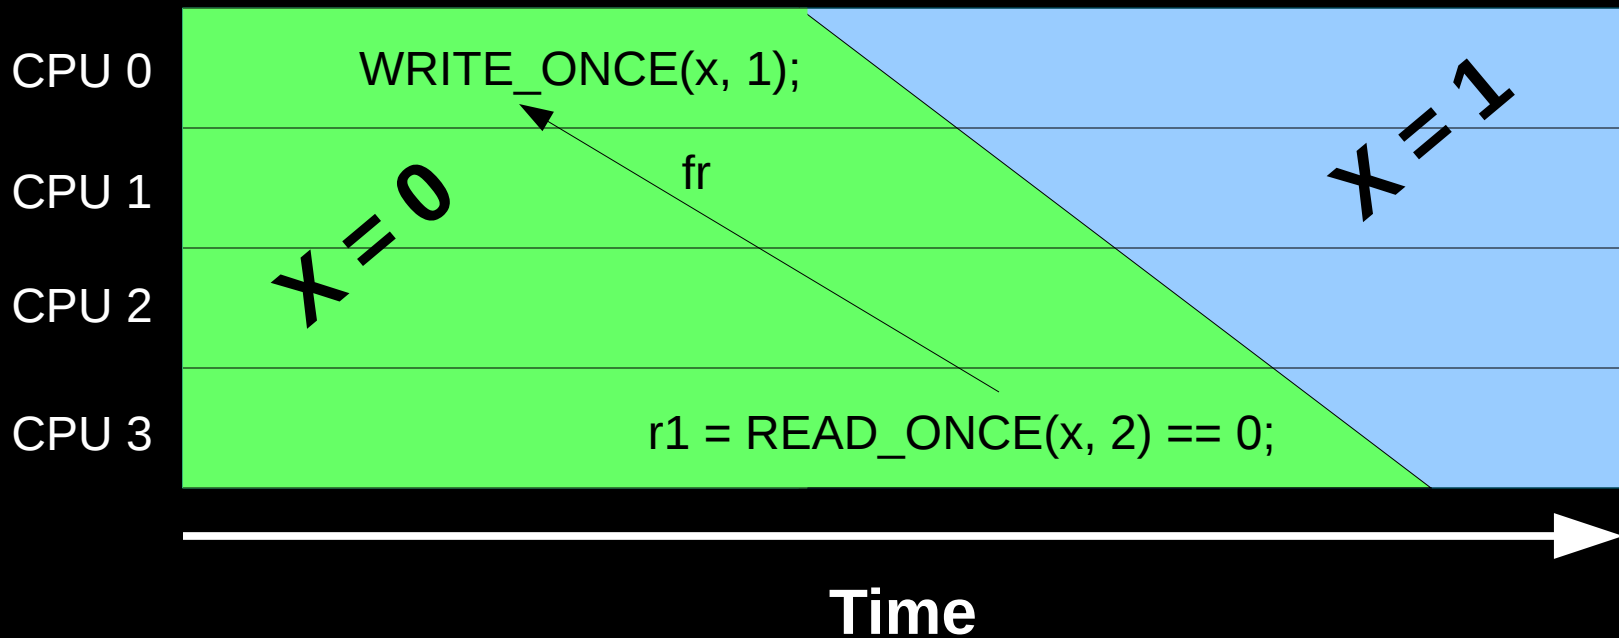 CPU 0
WRITE_ONCE(x, 1);
X = 1
CPU 1
fr
X = 0
CPU 2
CPU 3
r1 = READ_ONCE(x, 2) == 0;
Time